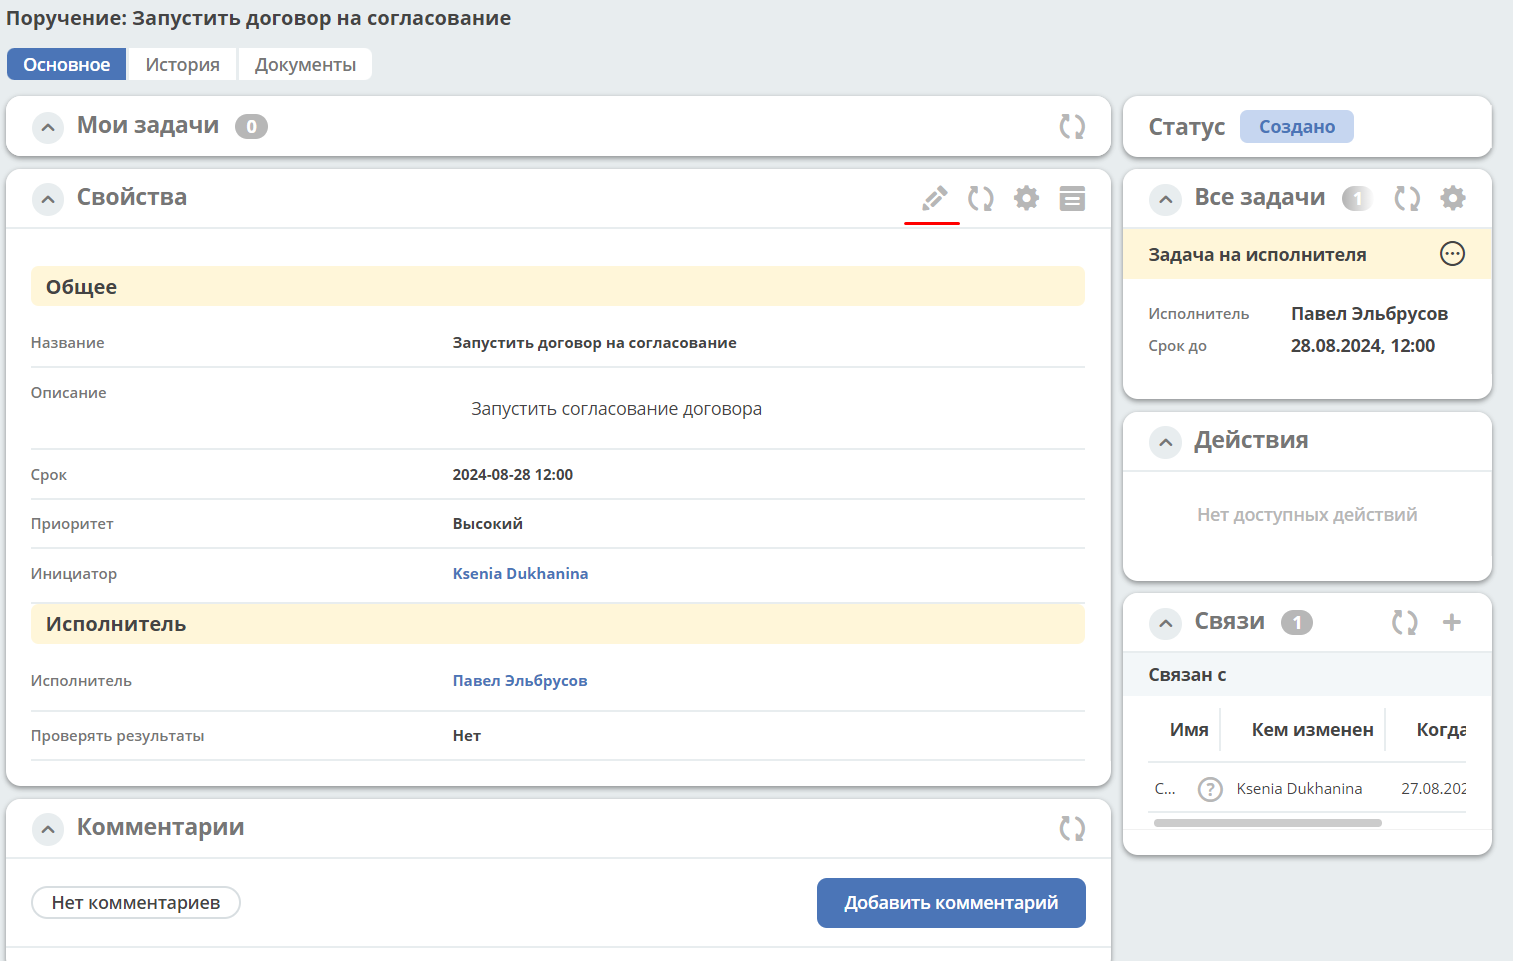 Поручение: Запустить договор на согласование
Основное
История
Документы
Мои задачи 0
Свойства
Общее
Название Запустить договор на согласование
Описание Запустить согласование договора
Срок 2024-08-28 12:00
Приоритет Высокий
Инициатор Ksenia Dukhanina
Исполнитель
Исполнитель Павел Эльбрусов
Проверять результаты Нет
Комментарии
Нет комментариев
Добавить комментарий
Статус Создано
Все задачи 1
Задача на исполнителя
Исполнитель Павел Эльбрусов
Срок до 28.08.2024, 12:00
Действия
Нет доступных действий
Связи 1
Связан с
Имя Кем изменен Когда
С... ? Ksenia Dukhanina 27.08.202